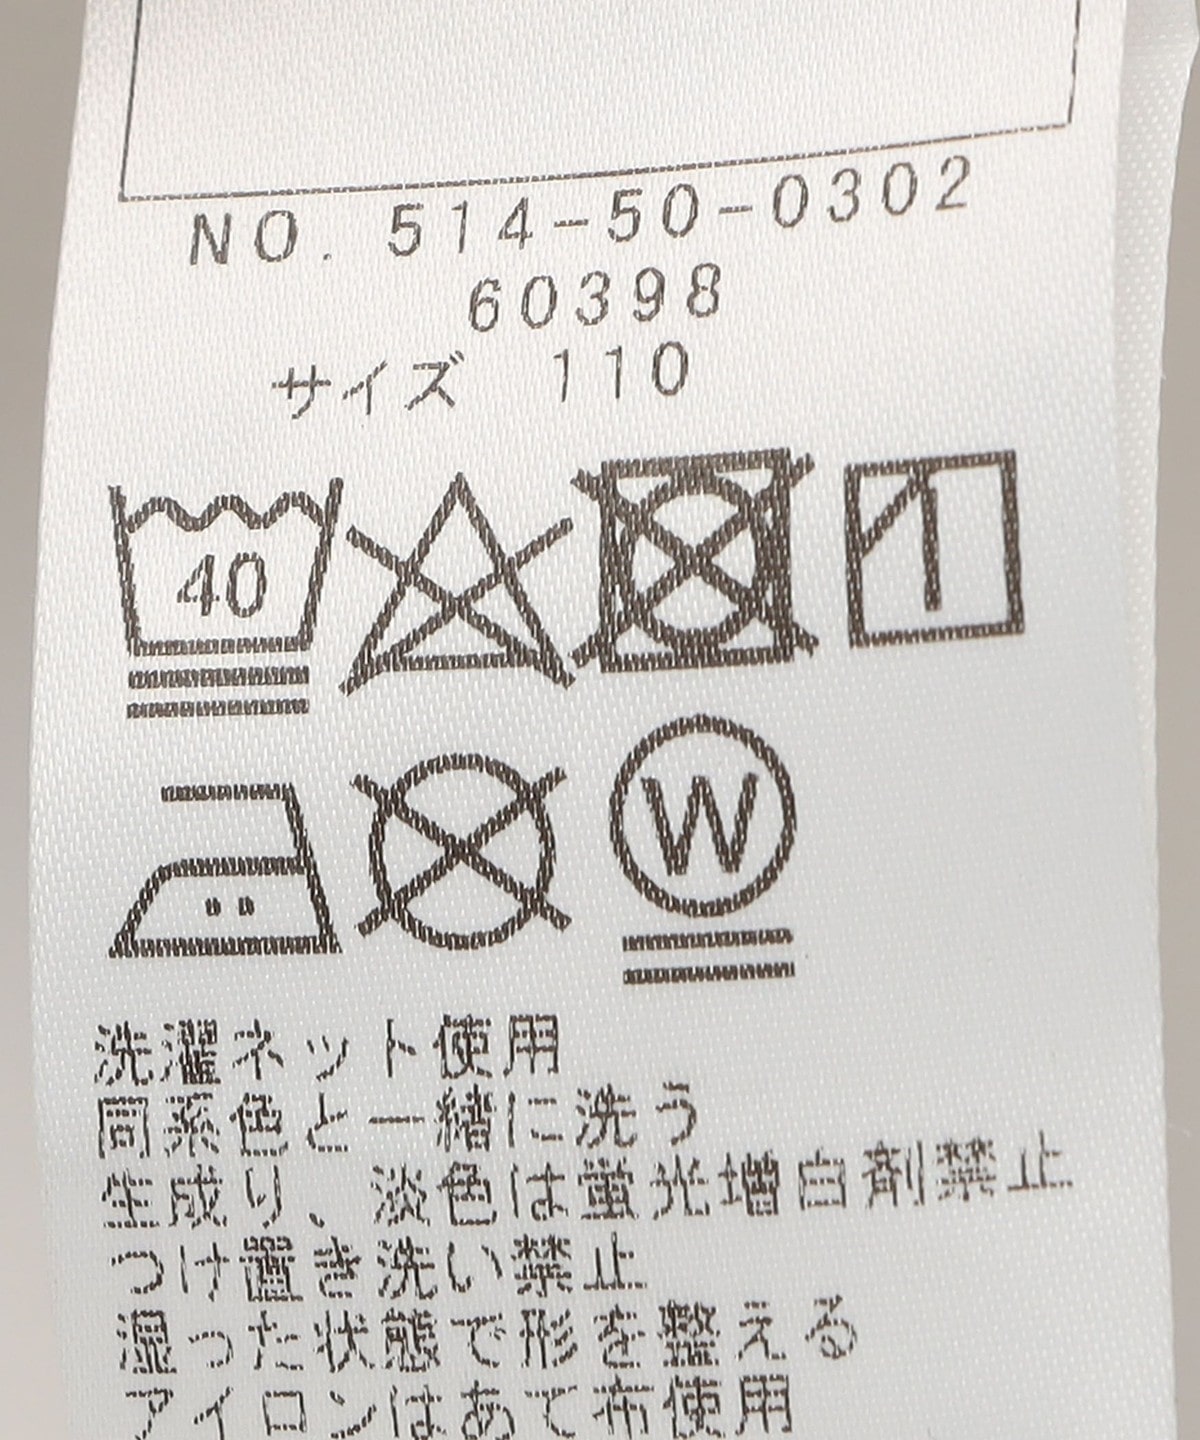 NO. 514-50-0302
60398
サイズ 110
40
W
洗濯ネット使用
同系色と一緒に洗う
生成り、淡色は蛍光増白剤禁止
つけ置き洗い禁止
湿った状態で形を整える
アイロンはあて布使用